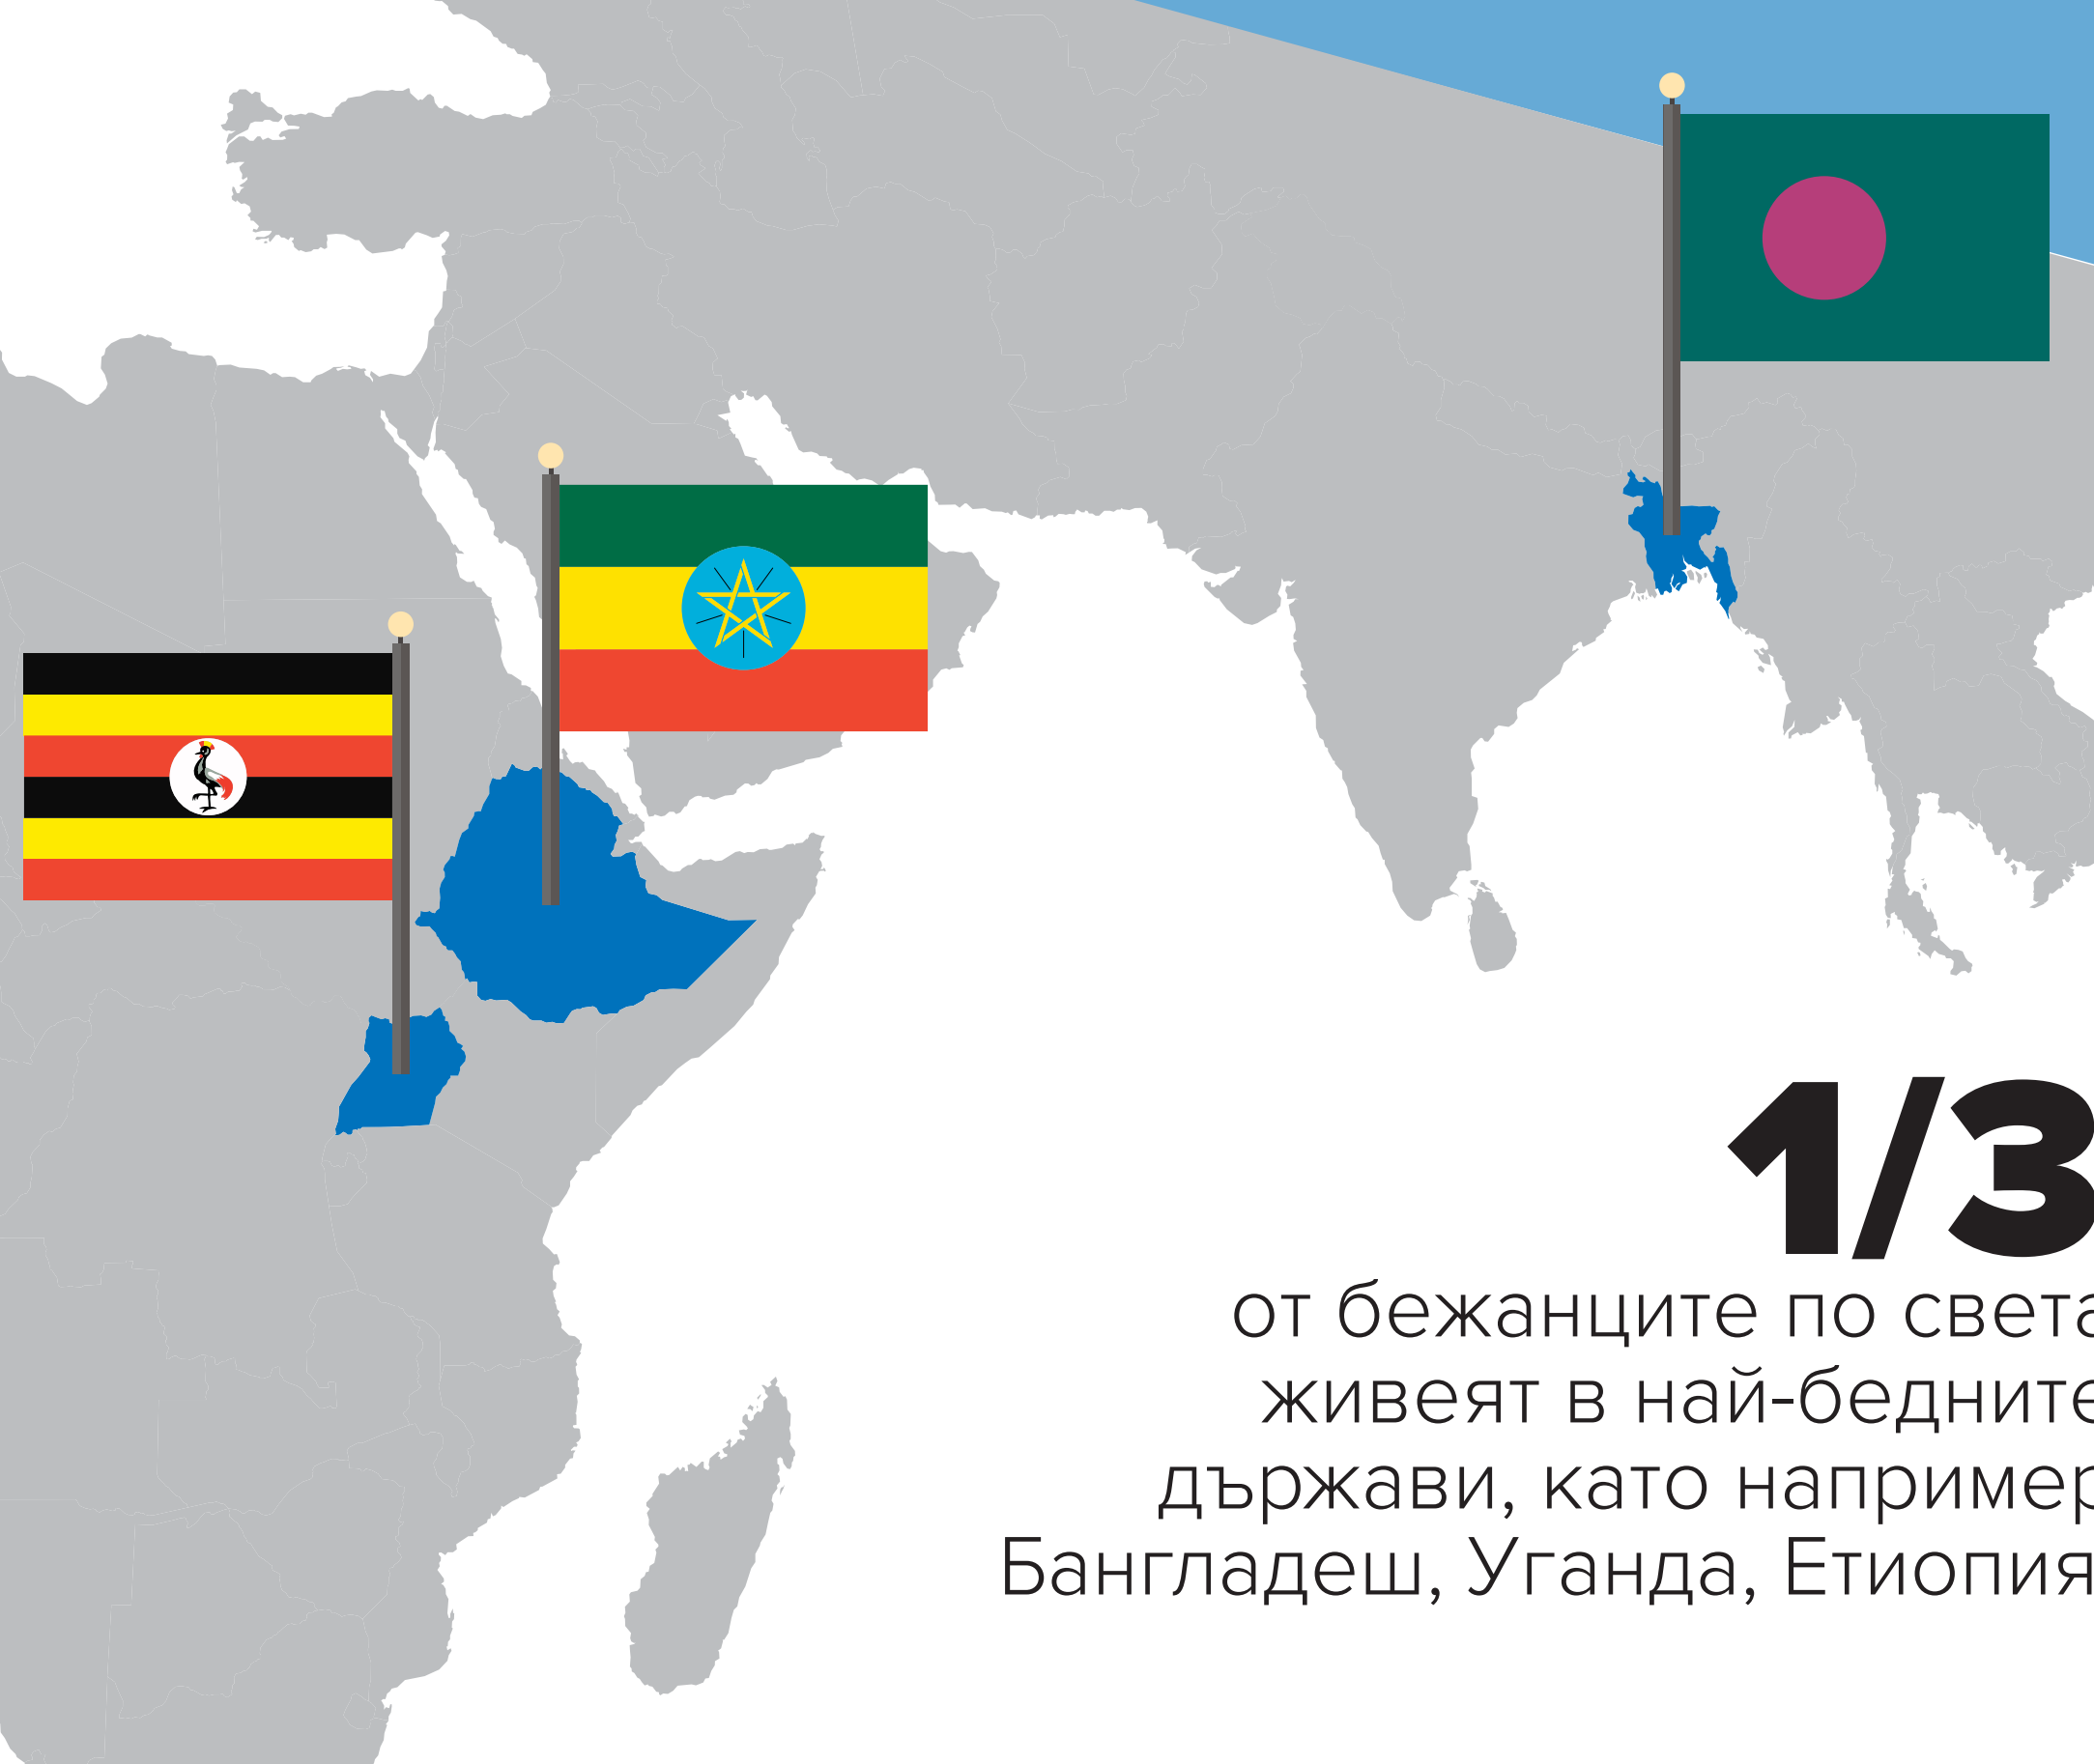 1/3
от бежанците по света
живеят в най-бедните
държави, като например
Бангладеш, Уганда, Етиопия